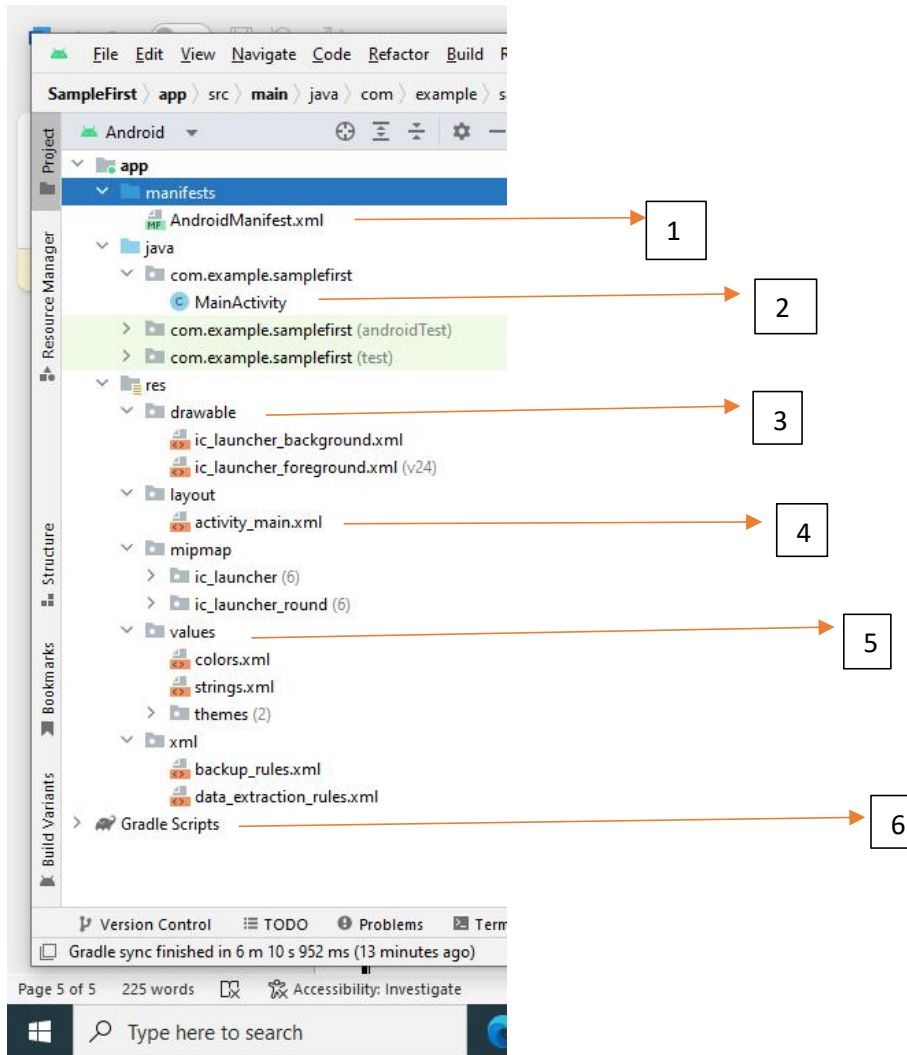 File Edit View Navigate Code Refactor Build R
SampleFirst app src main java com example s
Android
Project
app
manifests
AndroidManifest.xml
1
Resource Manager
java
com.example.samplefirst
MainActivity
2
com.example.samplefirst (androidTest)
com.example.samplefirst (test)
res
drawable
3
ic_launcher_background.xml
ic_launcher_foreground.xml (v24)
layout
activity_main.xml
4
Structure
mipmap
ic_launcher (6)
ic_launcher_round (6)
values
5
Bookmarks
colors.xml
strings.xml
themes (2)
xml
backup_rules.xml
data_extraction_rules.xml
Build Variants
Gradle Scripts
6
Version Control TODO Problems Term
Gradle sync finished in 6 m 10 s 952 ms (13 minutes ago)
Page 5 of 5 225 words Accessibility: Investigate
Type here to search